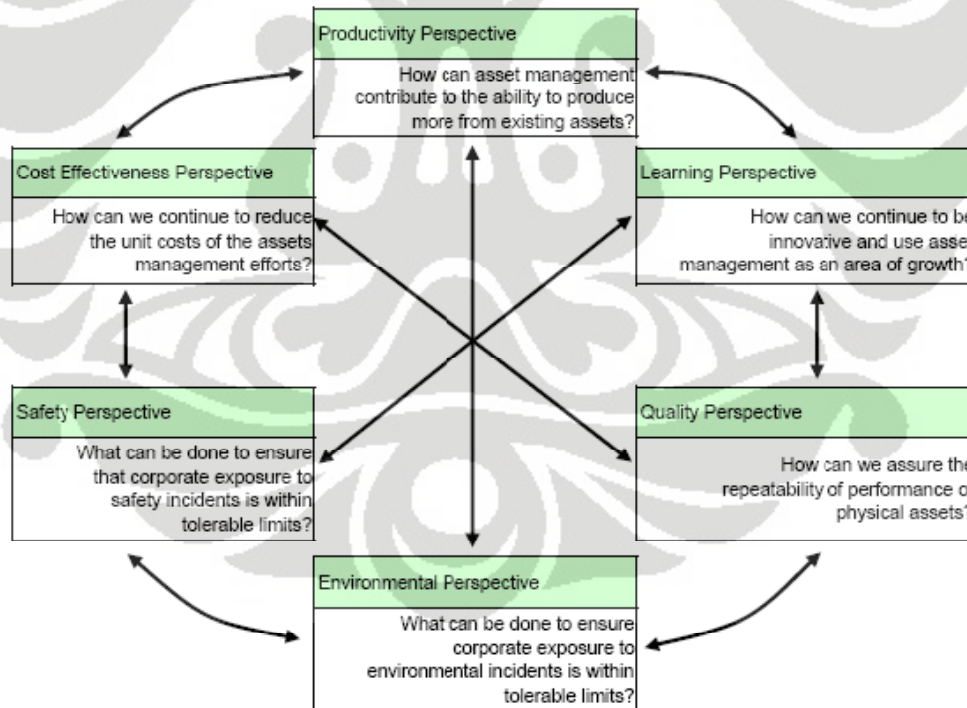 Productivity Perspective
How can asset management
contribute to the ability to produce
more from existing assets?
Cost Effectiveness Perspective
How can we continue to reduce
the unit costs of the assets
management efforts?
Learning Perspective
How can we continue to be
innovative and use asse
management as an area of growth?
Safety Perspective
What can be done to ensure
that corporate exposure to
safety incidents is within
tolerable limits?
Quality Perspective
How can we assure the
repeatability of performance o
physical assets?
Environmental Perspective
What can be done to ensure
corporate exposure to
environmental incidents is within
tolerable limits?